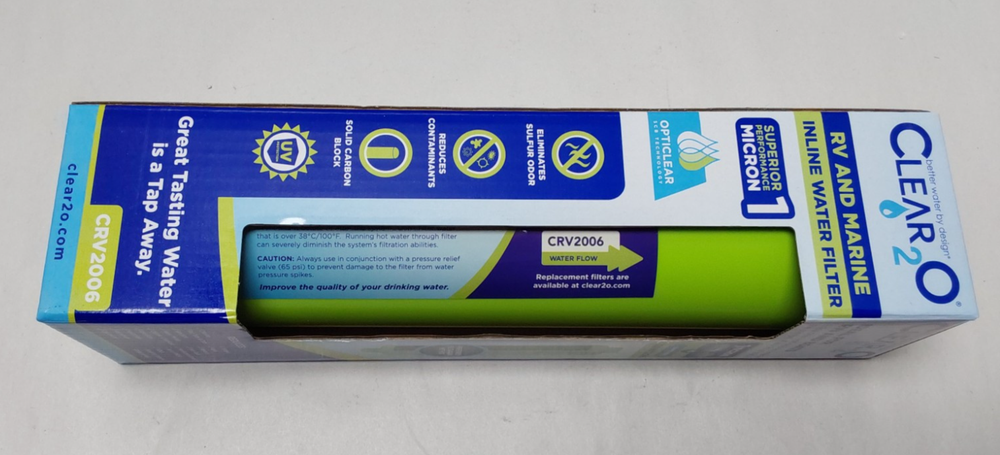 CLEAR2O®
better water by design®
RV AND MARINE
INLINE WATER FILTER
SUPERIOR
PERFORMANCE
MICRON
1
OPTICLEAR
ELIMINATES
SULFUR ODOR
REDUCES
CONTAMINANTS
SOLID CARBON
BLOCK
UV
Great Tasting Water
is a Tap Away.
CRV2006
clear2o.com
that is over 38°C/100°F. Running hot water through filter
can severely diminish the system's filtration abilities.
CAUTION: Always use in conjunction with a pressure relief
valve (65 psi) to prevent damage to the filter from water
pressure spikes.
Improve the quality of your drinking water.
CRV2006
WATER FLOW
Replacement filters are
available at clear2o.com